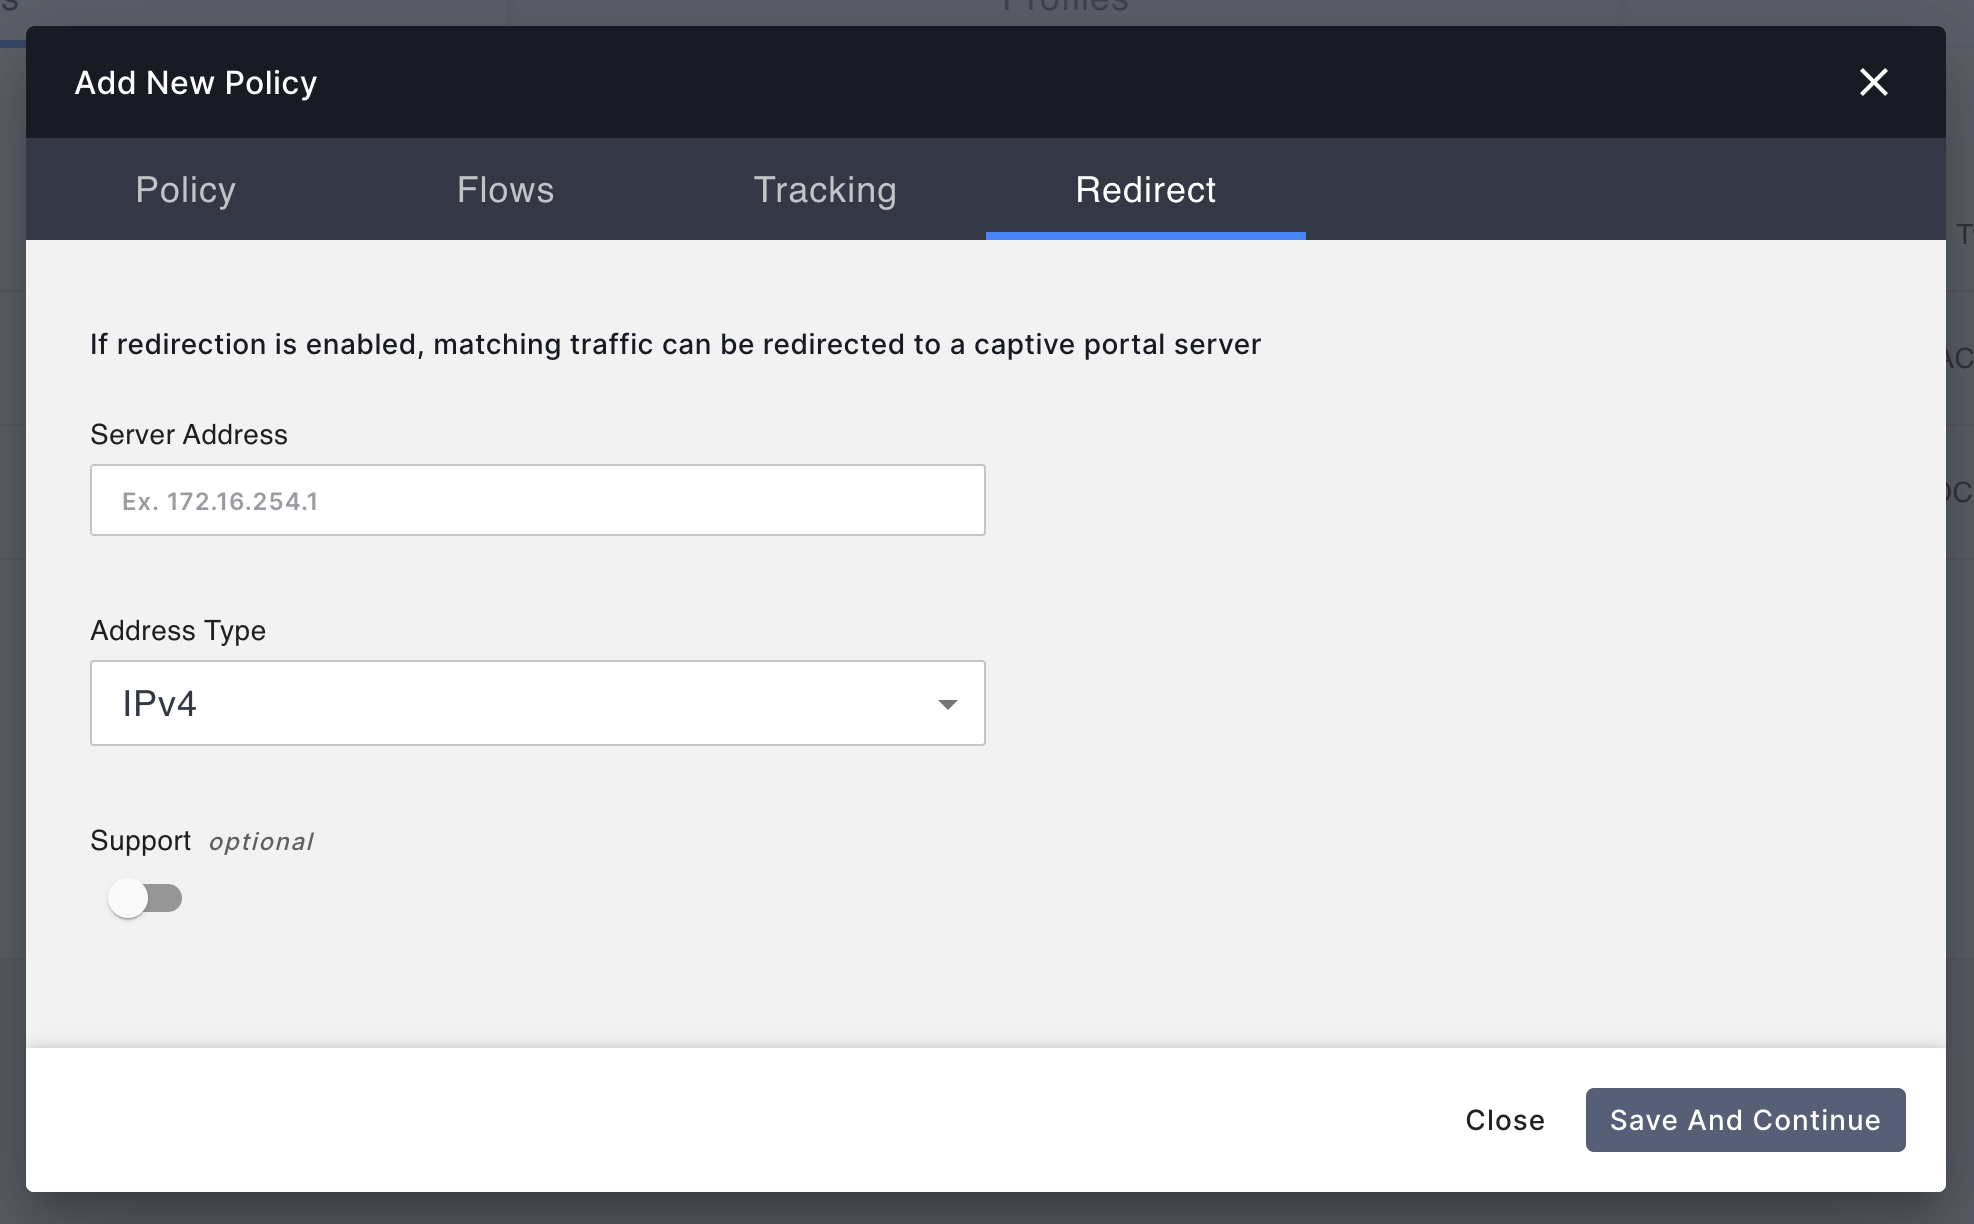 Profiles
Add New Policy
Policy Flows Tracking Redirect
If redirection is enabled, matching traffic can be redirected to a captive portal server
Server Address
Ex. 172.16.254.1
Address Type
IPv4
Support optional
Close Save And Continue